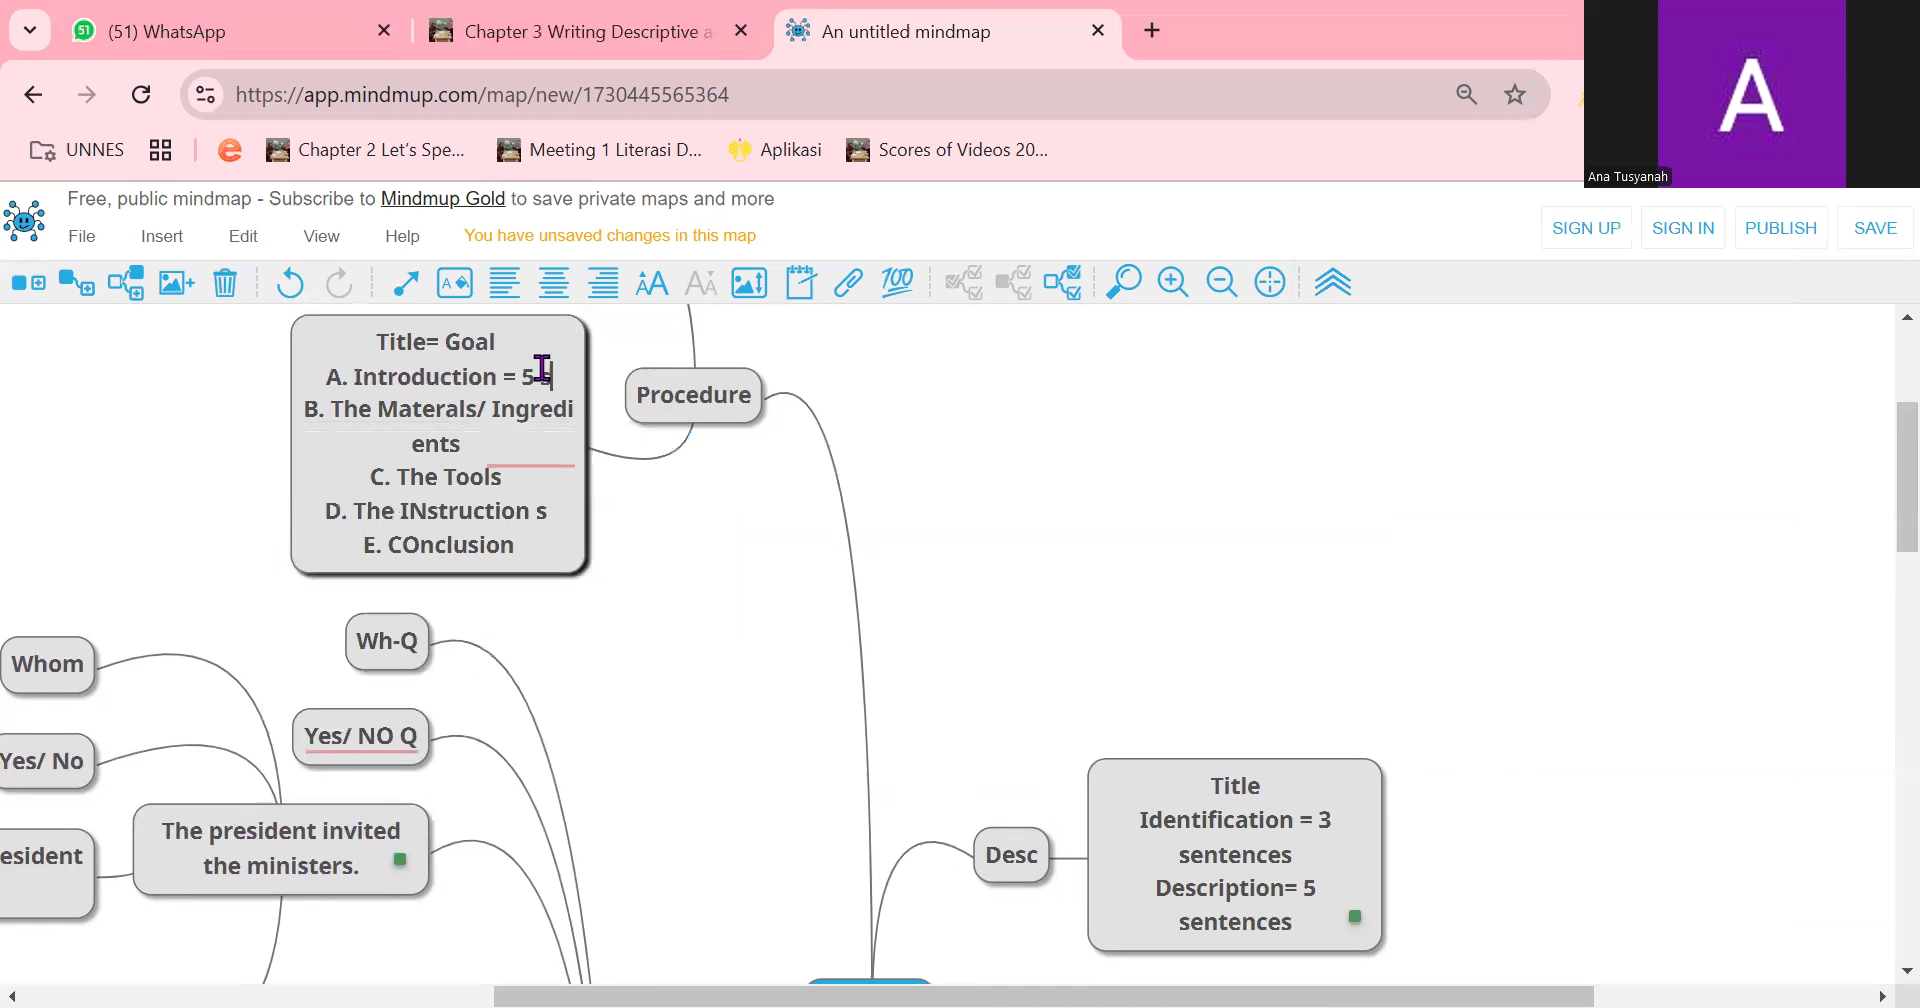 (51) WhatsApp
Chapter 3 Writing Descriptive a
An untitled mindmap
https://app.mindmup.com/map/new/1730445565364
UNNES
Chapter 2 Let's Spe...
Meeting 1 Literasi D...
Aplikasi
Scores of Videos 20...
A
Ana Tusyanah
Free, public mindmap - Subscribe to Mindmup Gold to save private maps and more
File
Insert
Edit
View
Help
You have unsaved changes in this map
SIGN UP
SIGN IN
PUBLISH
SAVE
Title= Goal
A. Introduction = 5 s
B. The Materals/ Ingredi
ents
C. The Tools
D. The INstruction s
E. COnclusion
Procedure
Wh-Q
Whom
Yes/ NO Q
Yes/ No
The president invited
the ministers.
esident
Desc
Title
Identification = 3
sentences
Description= 5
sentences